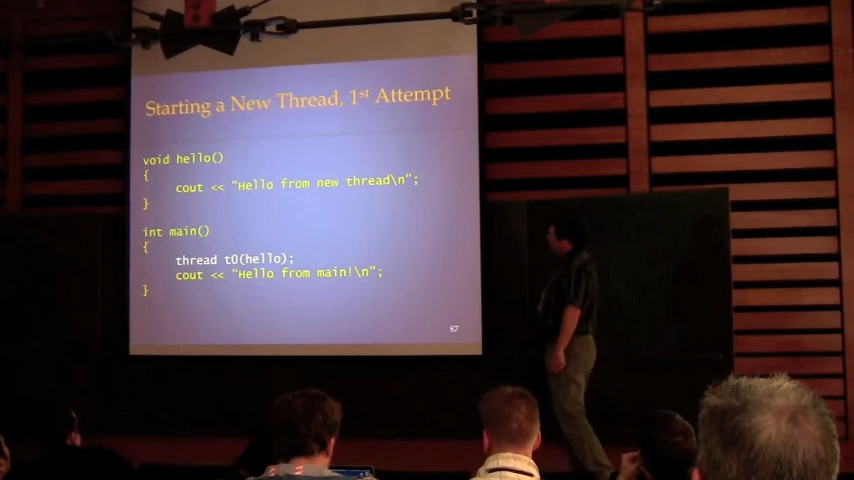 Starting a New Thread, 1st Attempt
void hello()
{
cout << "Hello from new thread\n";
}
int main()
{
thread t0(hello);
cout << "Hello from main!\n";
}
87